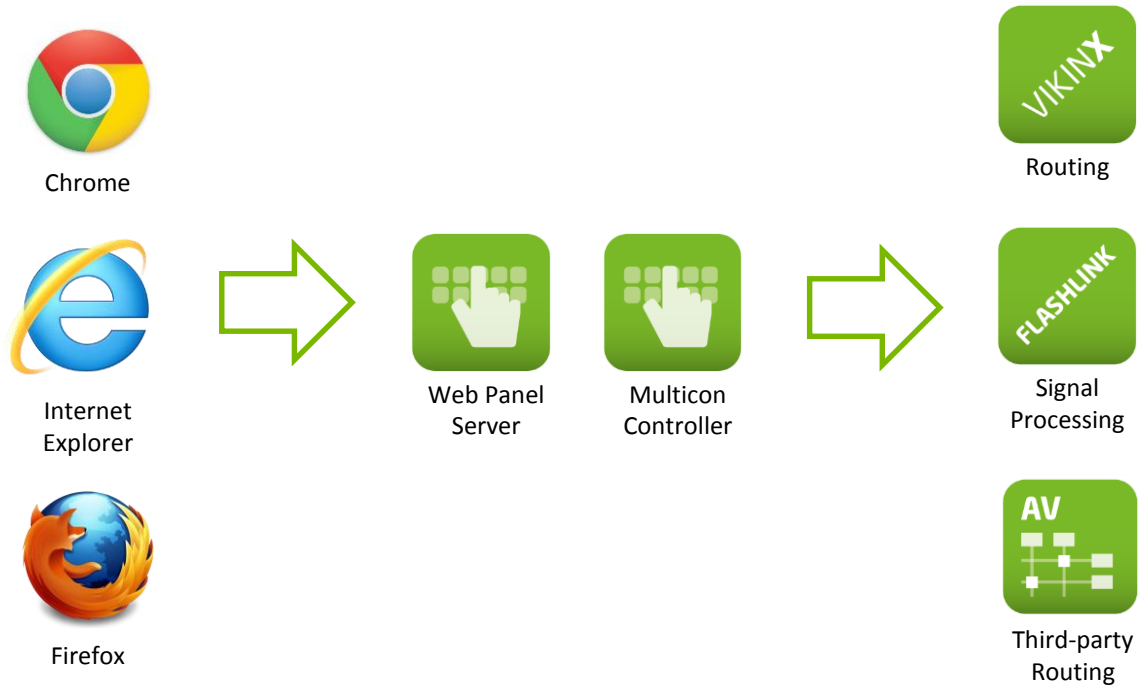 Chrome
Internet
Explorer
Firefox
Web Panel
Server
Multicon
Controller
VIKINX
Routing
FLASHLINK
Signal
Processing
AV
Third-party
Routing